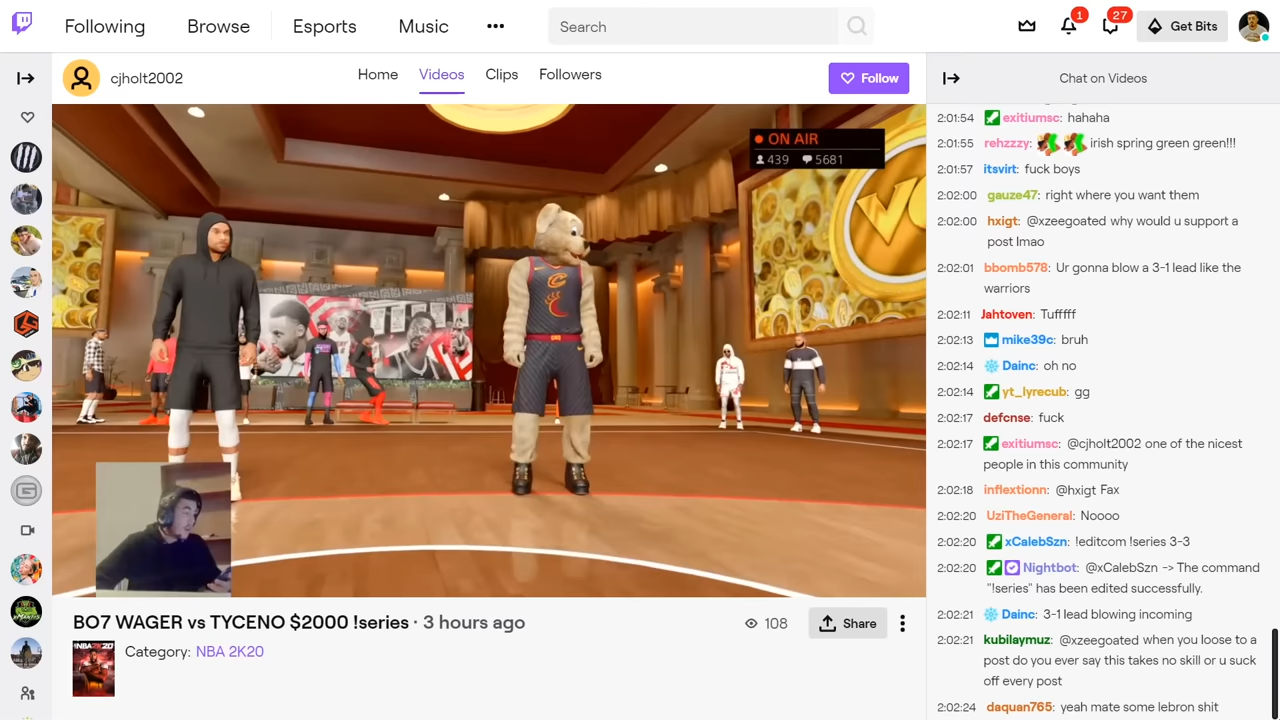 Following Browse Esports Music ••• Search 1 27 Get Bits
cjholt2002 Home Videos Clips Followers Follow
Chat on Videos
ON AIR
439 5681
VC
NBA 2K20
BO7 WAGER vs TYCENO $2000 !series · 3 hours ago
108 Share
Category: NBA 2K20
2:01:54 exitiumsc: hahaha
2:01:55 rehzzzy: irish spring green green!!!
2:01:57 itsvirt: fuck boys
2:02:00 gauze47: right where you want them
2:02:00 hxigt: @xzeegoated why would u support a
post lmao
2:02:01 bbomb578: Ur gonna blow a 3-1 lead like the
warriors
2:02:11 Jahtoven: Tufffff
2:02:13 mike39c: bruh
2:02:14 Dainc: oh no
2:02:14 yt_lyrecub: gg
2:02:17 defcnse: fuck
2:02:17 exitiumsc: @cjholt2002 one of the nicest
people in this community
2:02:18 inflextionn: @hxigt Fax
2:02:20 UziTheGeneral: Noooo
2:02:20 xCalebSzn: !editcom !series 3-3
2:02:20 Nightbot: @xCalebSzn -> The command
"!series" has been edited successfully.
2:02:21 Dainc: 3-1 lead blowing incoming
2:02:21 kubilaymuz: @xzeegoated when you loose to a
post do you ever say this takes no skill or u suck
off every post
2:02:24 daquan765: yeah mate some lebron shit